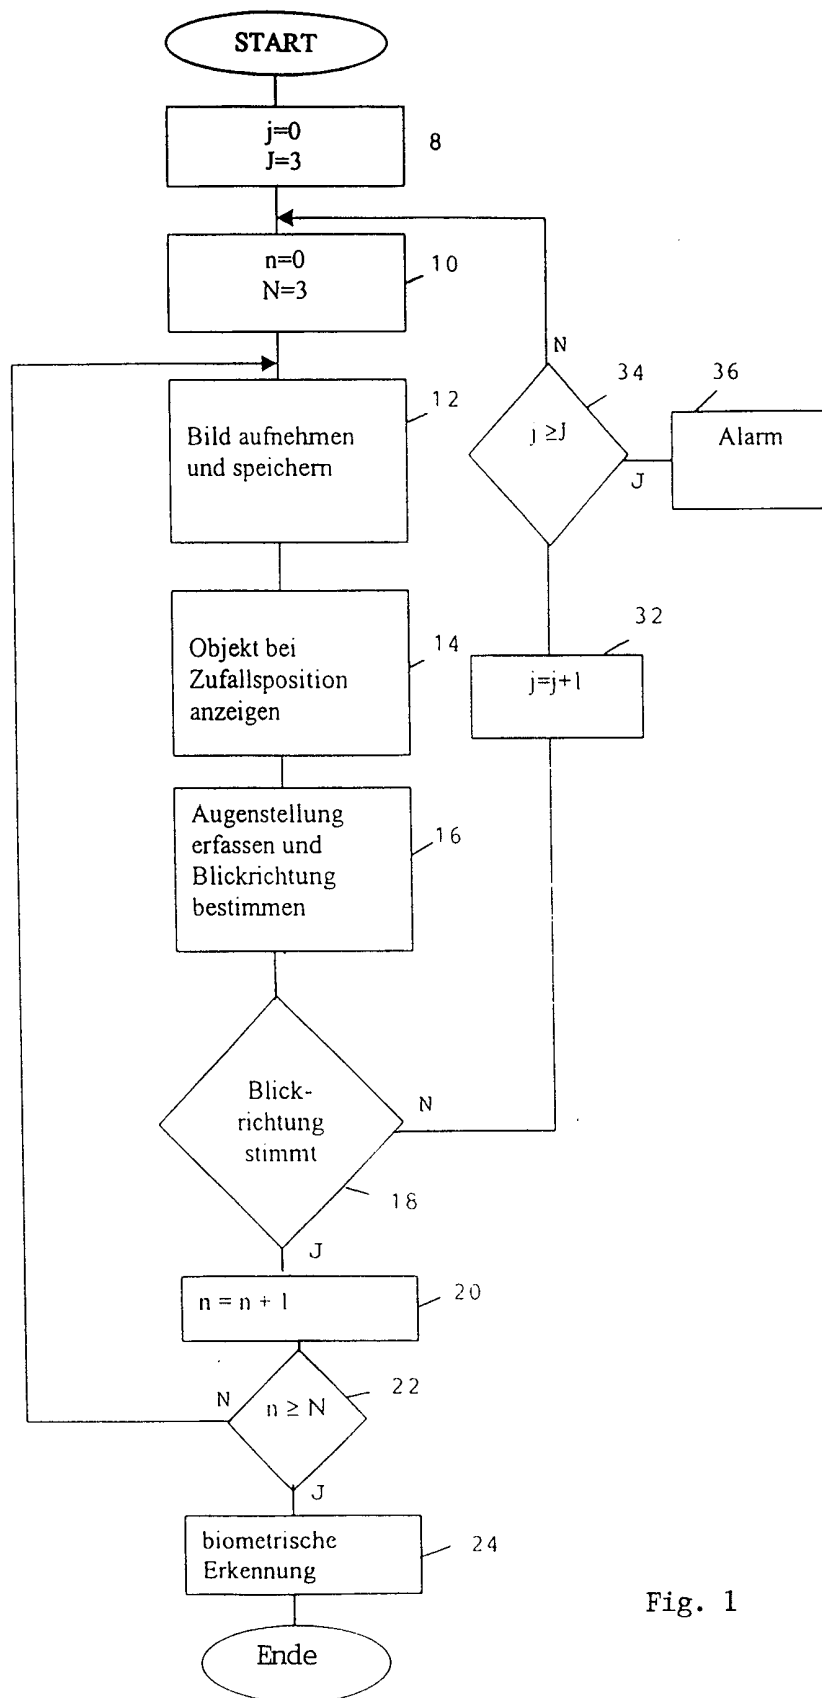 START
j=0
J=3
8
n=0
N=3
10
Bild aufnehmen
und speichern
12
Objekt bei
Zufallsposition
anzeigen
14
Augenstellung
erfassen und
Blickrichtung
bestimmen
16
Blick-
richtung
stimmt
18
N
J
n = n + 1
20
n ≥ N
22
N
J
biometrische
Erkennung
24
Ende
j=j+1
32
j ≥J
34
N
J
Alarm
36
Fig. 1